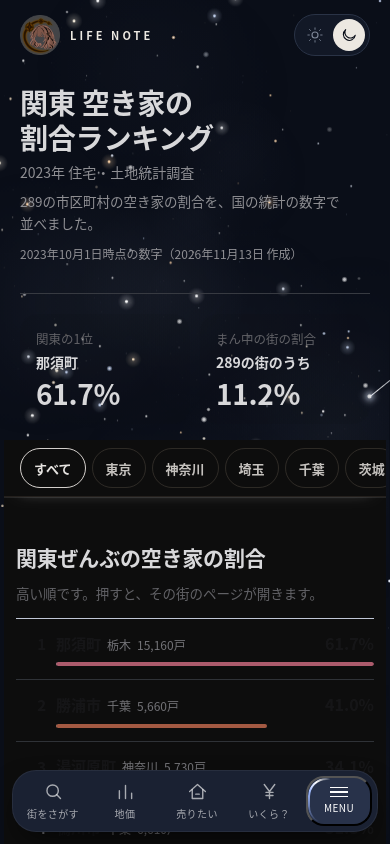 LIFE NOTE
関東 空き家の
割合ランキング
2023年 住宅・土地統計調査
289の市区町村の空き家の割合を、国の統計の数字で
並べました。
2023年10月1日時点の数字（2026年11月13日 作成）
関東の1位
那須町
61.7%
まん中の街の割合
289の街のうち
11.2%
すべて 東京 神奈川 埼玉 千葉 茨城
関東ぜんぶの空き家の割合
高い順です。押すと、その街のページが開きます。
1 那須町 栃木 15,160戸 61.7%
2 勝浦市 千葉 5,660戸 41.0%
3 湯河原町 神奈川 5,730戸 34.1%
街をさがす 地価 売りたい いくら？ MENU